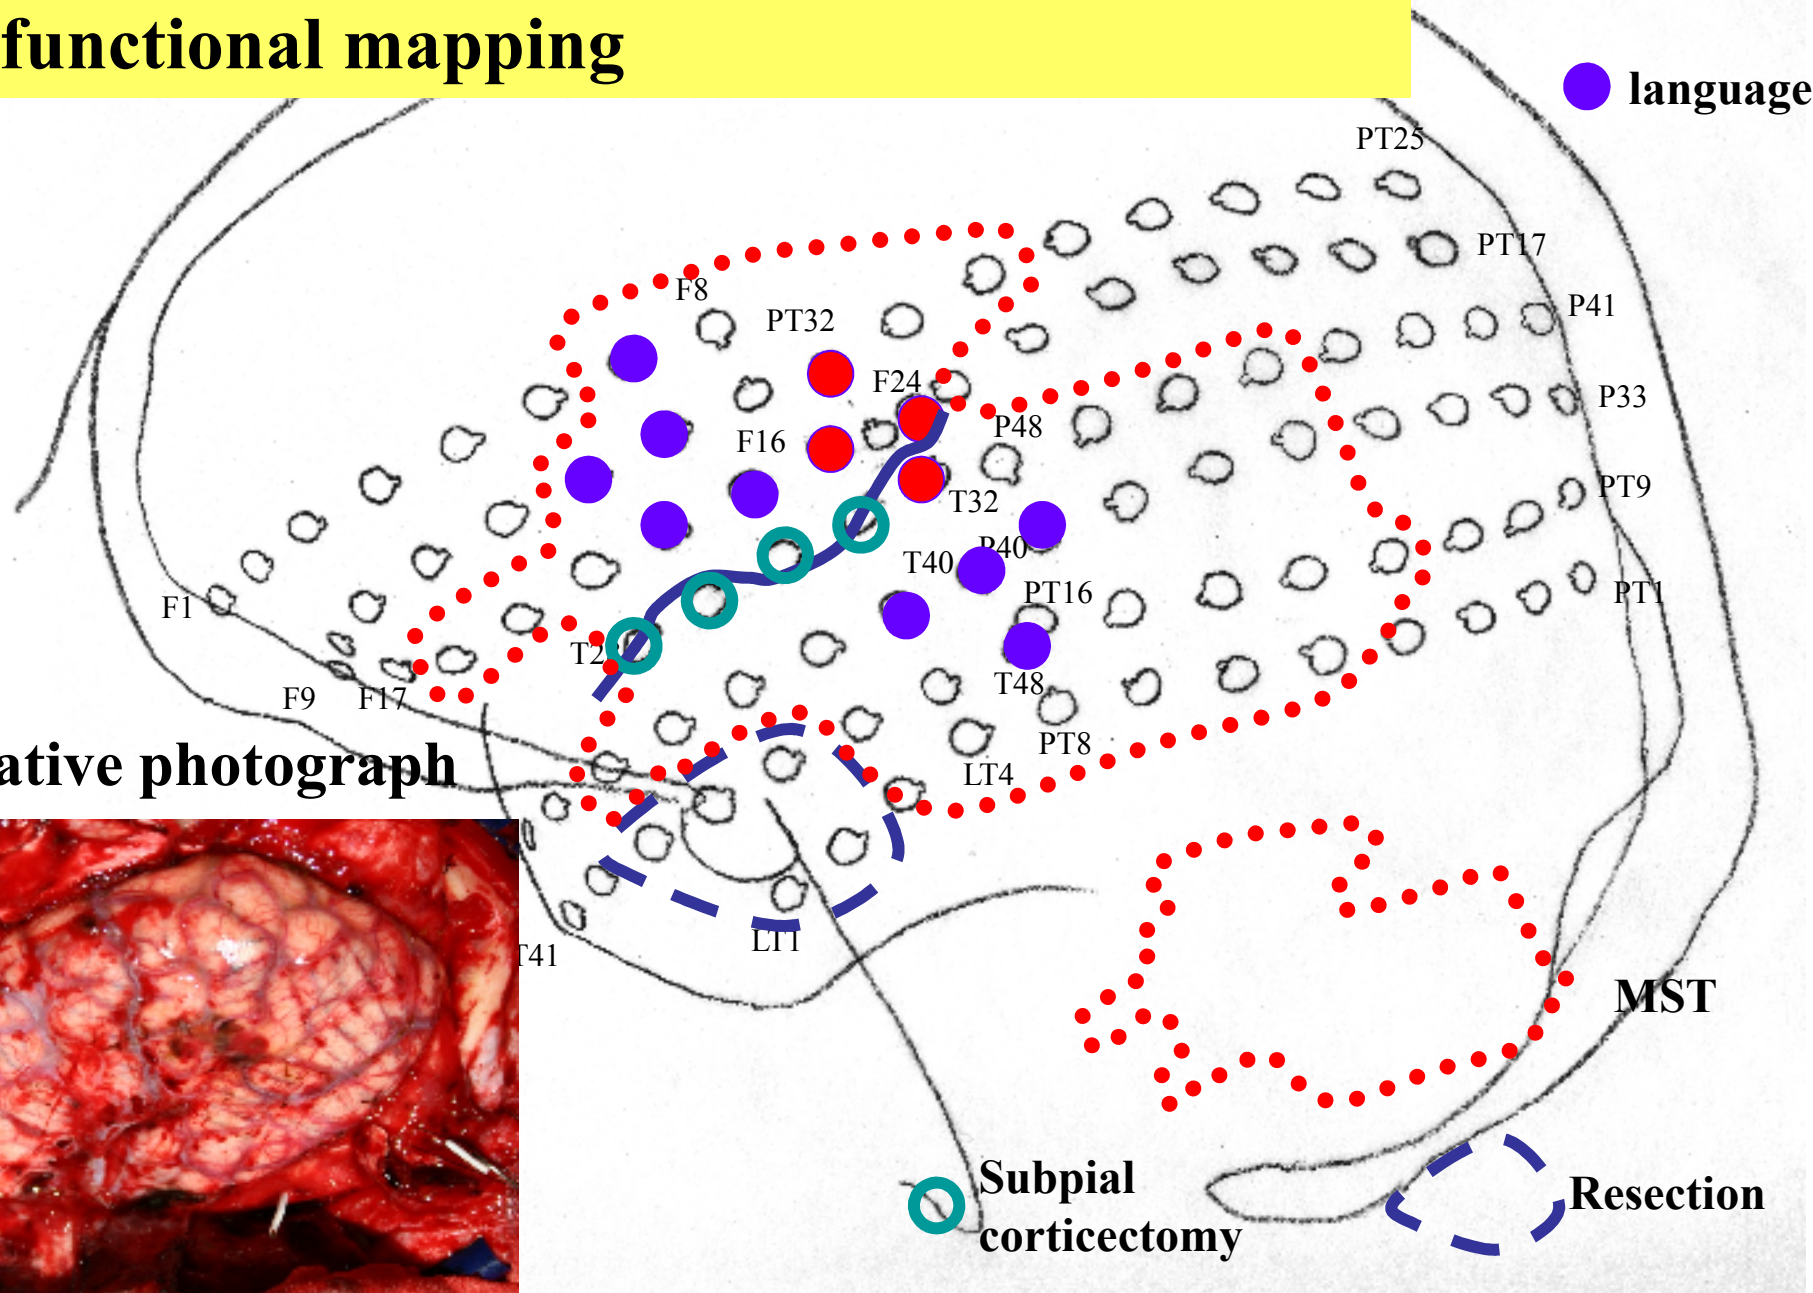 functional mapping
language
PT25
PT17
F8
PT32
P41
F24
P33
F16
P48
PT9
T32
P40
T40
PT16
PT1
F1
T2
T48
F9
F17
PT8
ative photograph
LT4
LT1
T41
MST
Subpial
corticectomy
Resection